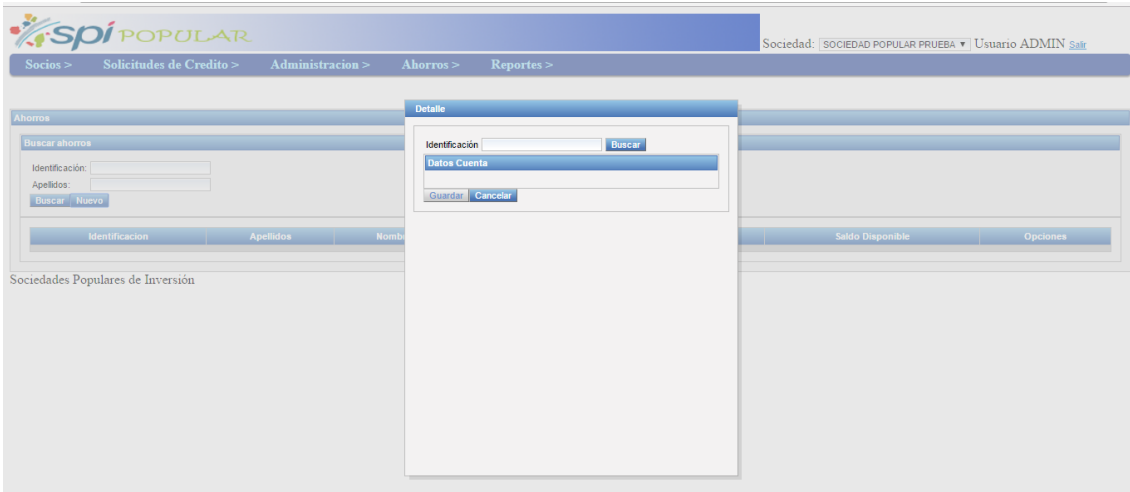 spi POPULAR
Sociedad: SOCIEDAD POPULAR PRUEBA Usuario ADMIN Salir
Socios > Solicitudes de Credito > Administracion > Ahorros > Reportes >
Detalle
Identificación Buscar
Datos Cuenta
Guardar Cancelar
Ahorros
Buscar ahorros
Identificación:
Apellidos:
Buscar Nuevo
Identificacion Apellidos Nomb Saldo Disponible Opciones
Sociedades Populares de Inversión